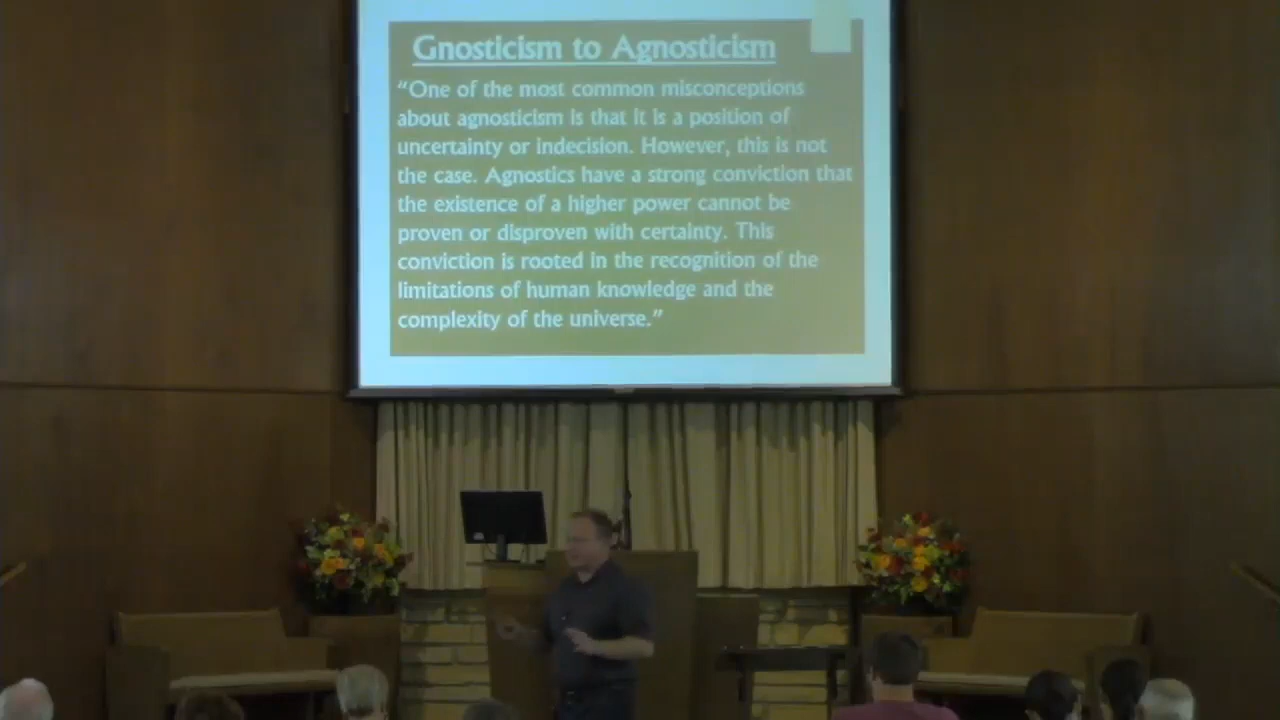 Gnosticism to Agnosticism
“One of the most common misconceptions
about agnosticism is that it is a position of
uncertainty or indecision. However, this is not
the case. Agnostics have a strong conviction that
the existence of a higher power cannot be
proven or disproven with certainty. This
conviction is rooted in the recognition of the
limitations of human knowledge and the
complexity of the universe.”